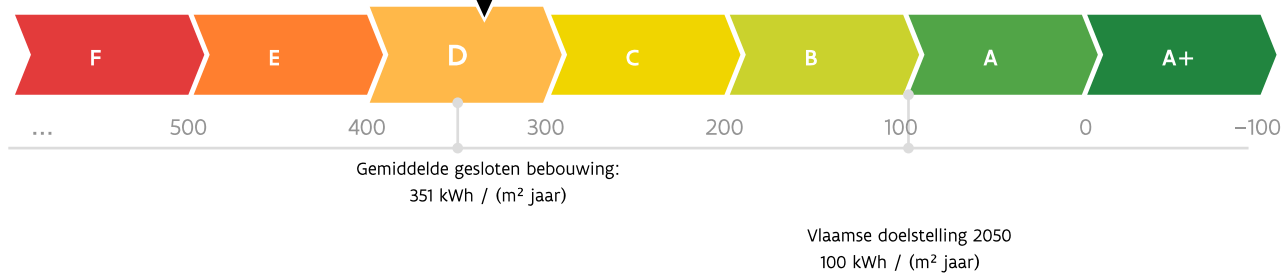 F E D C B A A+
... 500 400 300 200 100 0 −100
Gemiddelde gesloten bebouwing:
351 kWh / (m² jaar)
Vlaamse doelstelling 2050
100 kWh / (m² jaar)